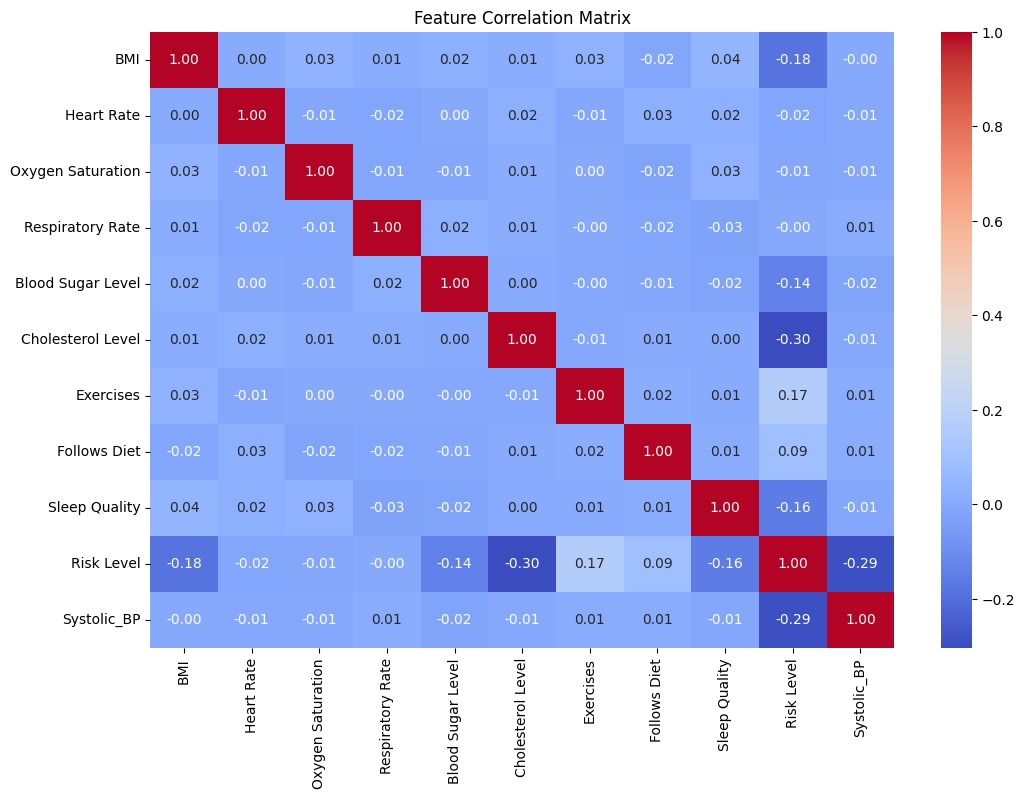 Feature Correlation Matrix
BMI 1.00 0.00 0.03 0.01 0.02 0.01 0.03 -0.02 0.04 -0.18 -0.00
Heart Rate 0.00 1.00 -0.01 -0.02 0.00 0.02 -0.01 0.03 0.02 -0.02 -0.01
Oxygen Saturation 0.03 -0.01 1.00 -0.01 -0.01 0.01 0.00 -0.02 0.03 -0.01 -0.01
Respiratory Rate 0.01 -0.02 -0.01 1.00 0.02 0.01 -0.00 -0.02 -0.03 -0.00 0.01
Blood Sugar Level 0.02 0.00 -0.01 0.02 1.00 0.00 -0.00 -0.01 -0.02 -0.14 -0.02
Cholesterol Level 0.01 0.02 0.01 0.01 0.00 1.00 -0.01 0.01 0.00 -0.30 -0.01
Exercises 0.03 -0.01 0.00 -0.00 -0.00 -0.01 1.00 0.02 0.01 0.17 0.01
Follows Diet -0.02 0.03 -0.02 -0.02 -0.01 0.01 0.02 1.00 0.01 0.09 0.01
Sleep Quality 0.04 0.02 0.03 -0.03 -0.02 0.00 0.01 0.01 1.00 -0.16 -0.01
Risk Level -0.18 -0.02 -0.01 -0.00 -0.14 -0.30 0.17 0.09 -0.16 1.00 -0.29
Systolic_BP -0.00 -0.01 -0.01 0.01 -0.02 -0.01 0.01 0.01 -0.01 -0.29 1.00
BMI
Heart Rate
Oxygen Saturation
Respiratory Rate
Blood Sugar Level
Cholesterol Level
Exercises
Follows Diet
Sleep Quality
Risk Level
Systolic_BP
1.0
0.8
0.6
0.4
0.2
0.0
−0.2